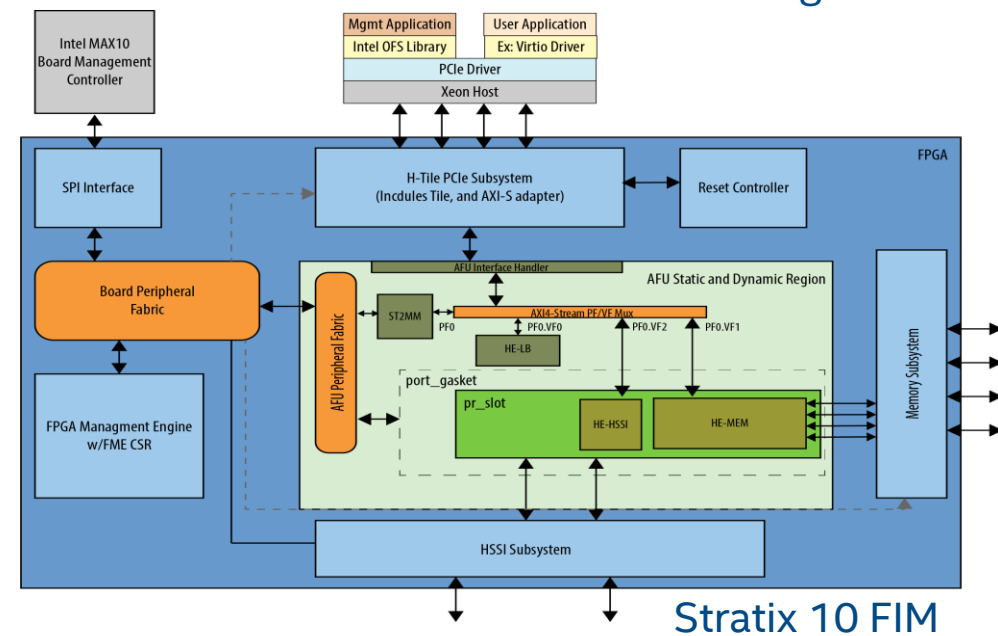 Intel MAX10
Board Management
Controller
Mgmt Application
User Application
Intel OFS Library
Ex: Virtio Driver
PCIe Driver
Xeon Host
FPGA
SPI Interface
H-Tile PCIe Subsystem
(Incdules Tile, and AXI-S adapter)
Reset Controller
Board Peripheral
Fabric
AFU Interface Handler
AFU Static and Dynamic Region
AFU Peripheral Fabric
ST2MM
PF0
AXI4-Stream PF/VF Mux
PF0.VF0
PF0.VF2
PF0.VF1
HE-LB
Memory Subsystem
port_gasket
pr_slot
HE-HSSI
HE-MEM
FPGA Managment Engine
w/FME CSR
HSSI Subsystem
Stratix 10 FIM